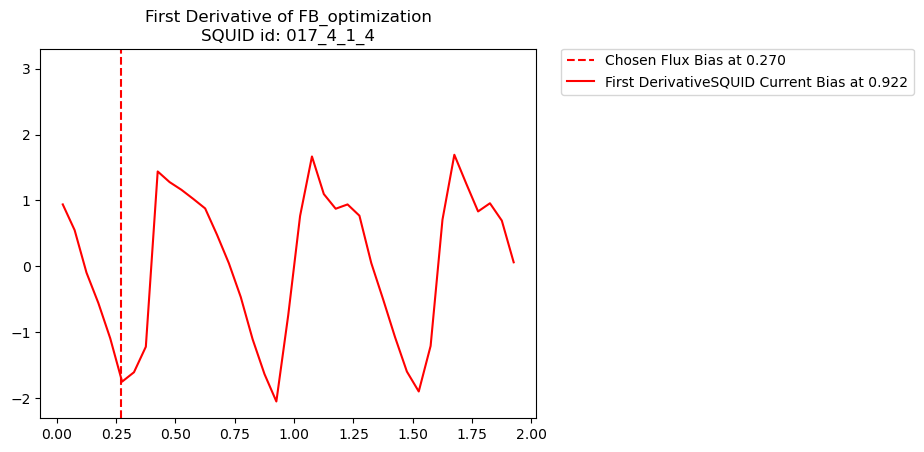 First Derivative of FB_optimization
SQUID id: 017_4_1_4
Chosen Flux Bias at 0.270
First DerivativeSQUID Current Bias at 0.922
3
2
1
0
−1
−2
0.00 0.25 0.50 0.75 1.00 1.25 1.50 1.75 2.00